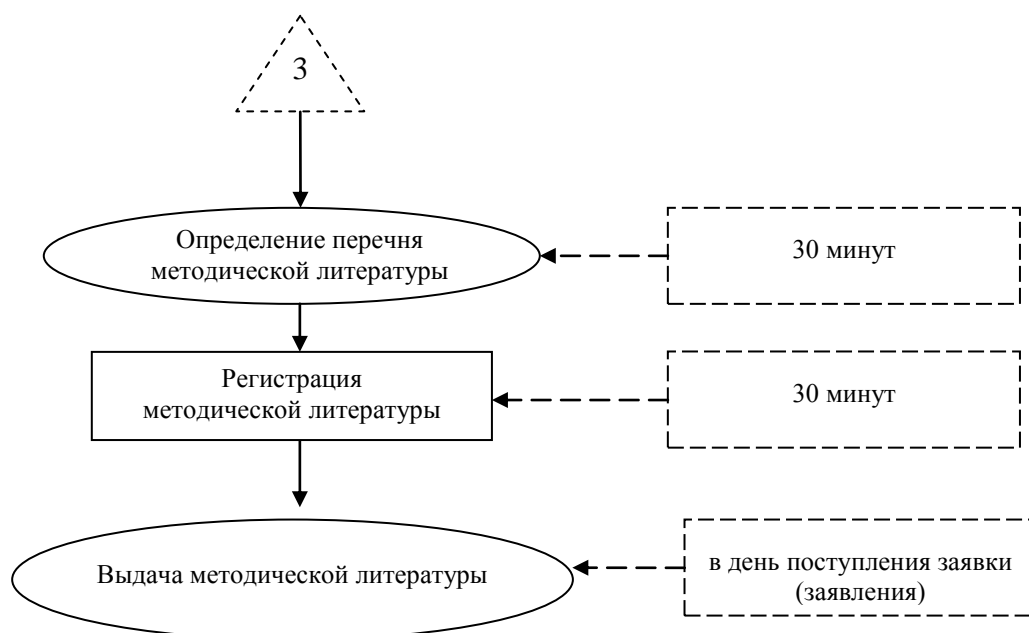 3
Определение перечня
методической литературы
30 минут
Регистрация
методической литературы
30 минут
Выдача методической литературы
в день поступления заявки
(заявления)